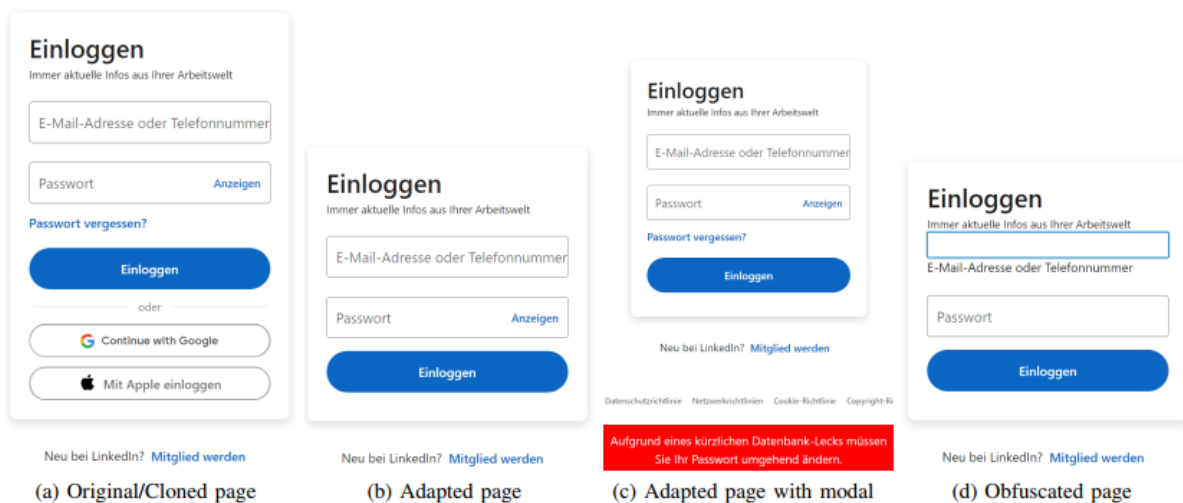 Einloggen
Immer aktuelle Infos aus Ihrer Arbeitswelt
E-Mail-Adresse oder Telefonnummer
Passwort Anzeigen
Passwort vergessen?
Einloggen
oder
Continue with Google
Mit Apple einloggen
Neu bei LinkedIn? Mitglied werden
(a) Original/Cloned page
Einloggen
Immer aktuelle Infos aus Ihrer Arbeitswelt
E-Mail-Adresse oder Telefonnummer
Passwort Anzeigen
Einloggen
Neu bei LinkedIn? Mitglied werden
(b) Adapted page
Einloggen
Immer aktuelle Infos aus Ihrer Arbeitswelt
E-Mail-Adresse oder Telefonnummer
Passwort Anzeigen
Passwort vergessen?
Einloggen
Neu bei LinkedIn? Mitglied werden
Datenschutzrichtlinie Netzwerkrichtlinien Cookie-Richtlinie Copyright-Ri
Aufgrund eines kürzlichen Datenbank-Lecks müssen
Sie Ihr Passwort umgehend ändern.
(c) Adapted page with modal
Einloggen
Immer aktuelle Infos aus Ihrer Arbeitswelt
E-Mail-Adresse oder Telefonnummer
Passwort
Einloggen
Neu bei LinkedIn? Mitglied werden
(d) Obfuscated page